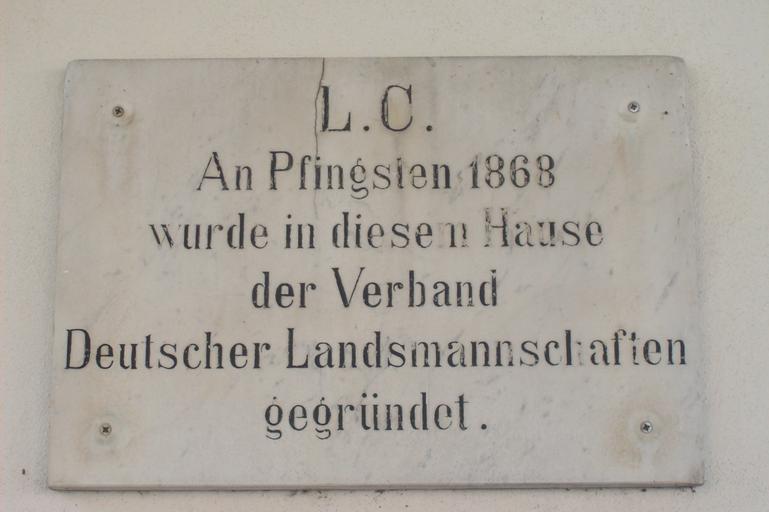 L.C.
An Pfingsten 1868
wurde in diesem Hause
der Verband
Deutscher Landsmannschaften
gegründet.